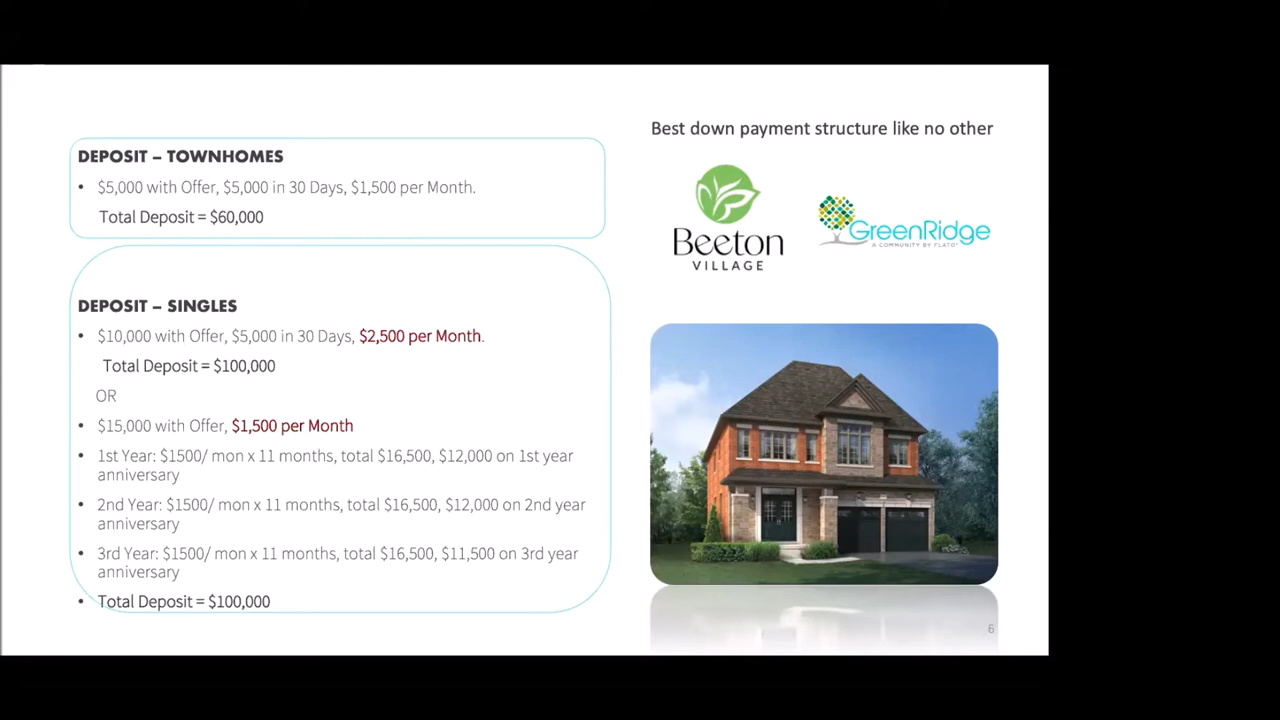 Best down payment structure like no other
DEPOSIT – TOWNHOMES
• $5,000 with Offer, $5,000 in 30 Days, $1,500 per Month.
Total Deposit = $60,000
Beeton
VILLAGE
GreenRidge
A COMMUNITY BY FLATO
DEPOSIT – SINGLES
• $10,000 with Offer, $5,000 in 30 Days, $2,500 per Month.
Total Deposit = $100,000
OR
• $15,000 with Offer, $1,500 per Month
• 1st Year: $1500/ mon x 11 months, total $16,500, $12,000 on 1st year
anniversary
• 2nd Year: $1500/ mon x 11 months, total $16,500, $12,000 on 2nd year
anniversary
• 3rd Year: $1500/ mon x 11 months, total $16,500, $11,500 on 3rd year
anniversary
• Total Deposit = $100,000
6